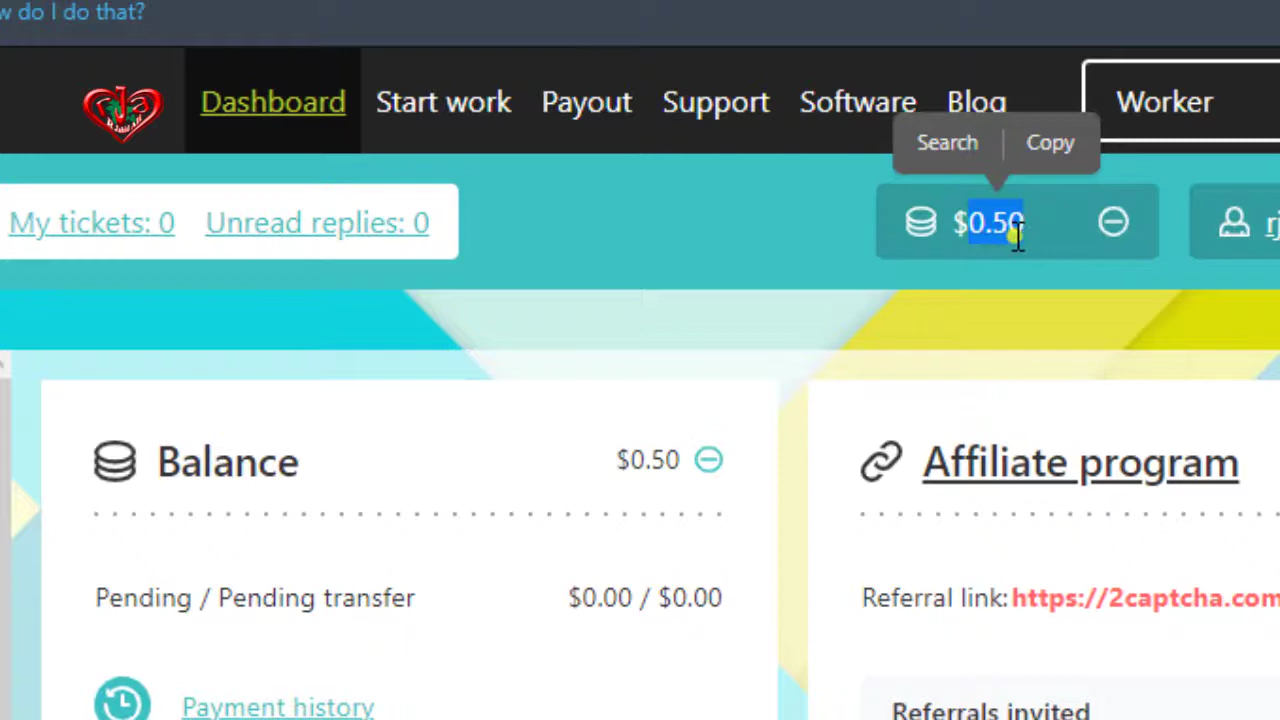 w do I do that?
Dashboard Start work Payout Support Software Blog Worker
Search Copy
My tickets: 0 Unread replies: 0 $0.50 rj
Balance $0.50 Affiliate program
Pending / Pending transfer $0.00 / $0.00 Referral link: https://2captcha.com
Payment history Referrals invited